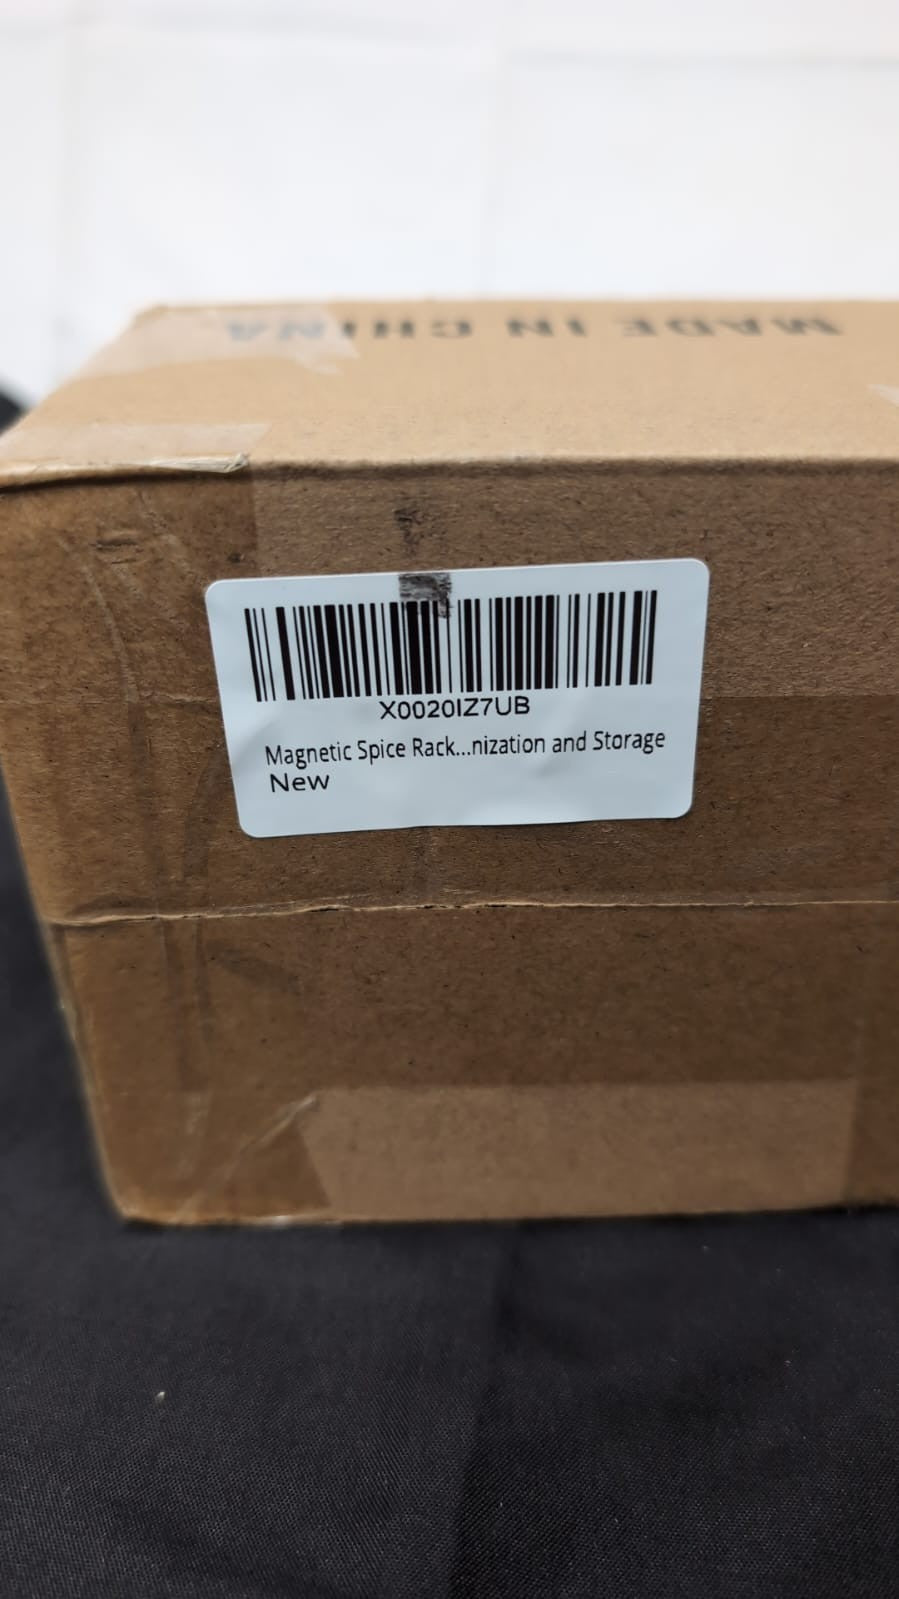 MADE IN CHINA
X0020IZ7UB
Magnetic Spice Rack...nization and Storage
New